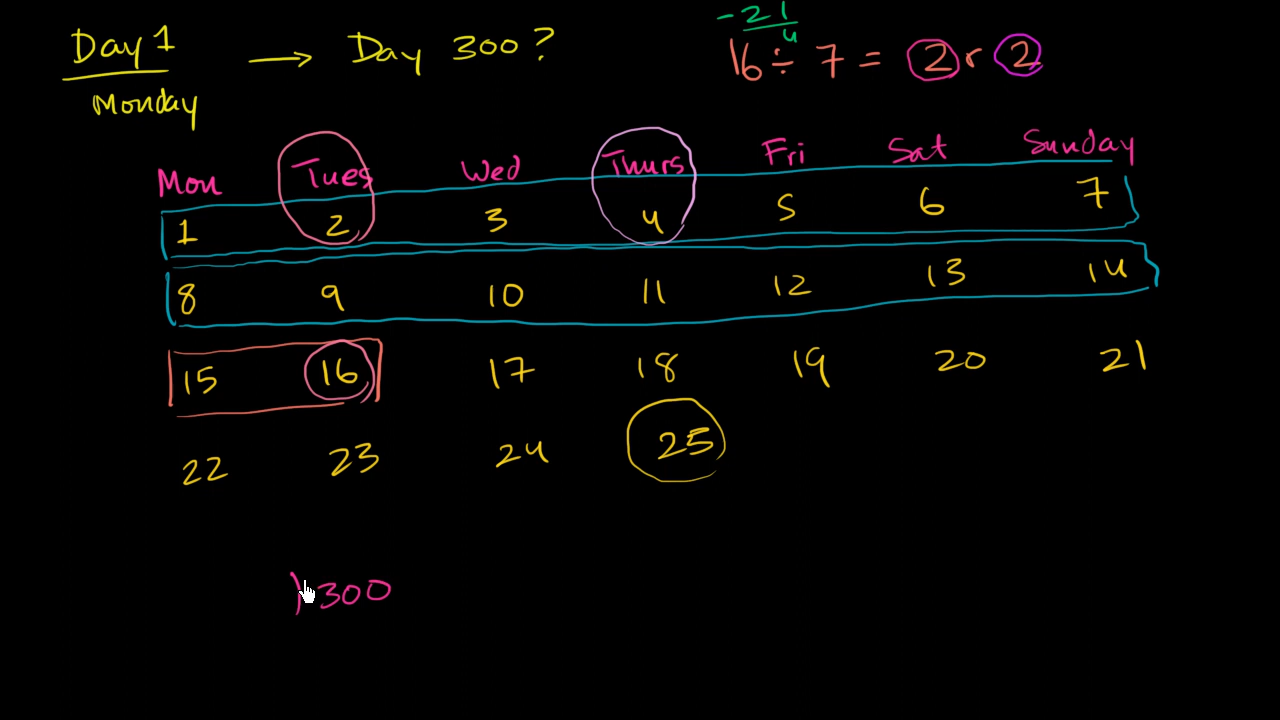 -21
4
Day 1 → Day 300?
16 ÷ 7 = 2 r 2
Monday
Mon Tues Wed Thurs Fri Sat Sunday
1 2 3 4 5 6 7
8 9 10 11 12 13 14
15 16 17 18 19 20 21
22 23 24 25
)300